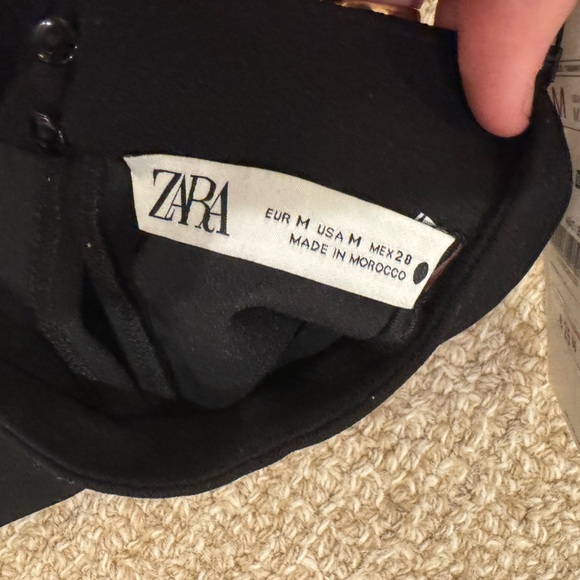 ZARA
EUR M USA M MEX 28
MADE IN MOROCCO
M